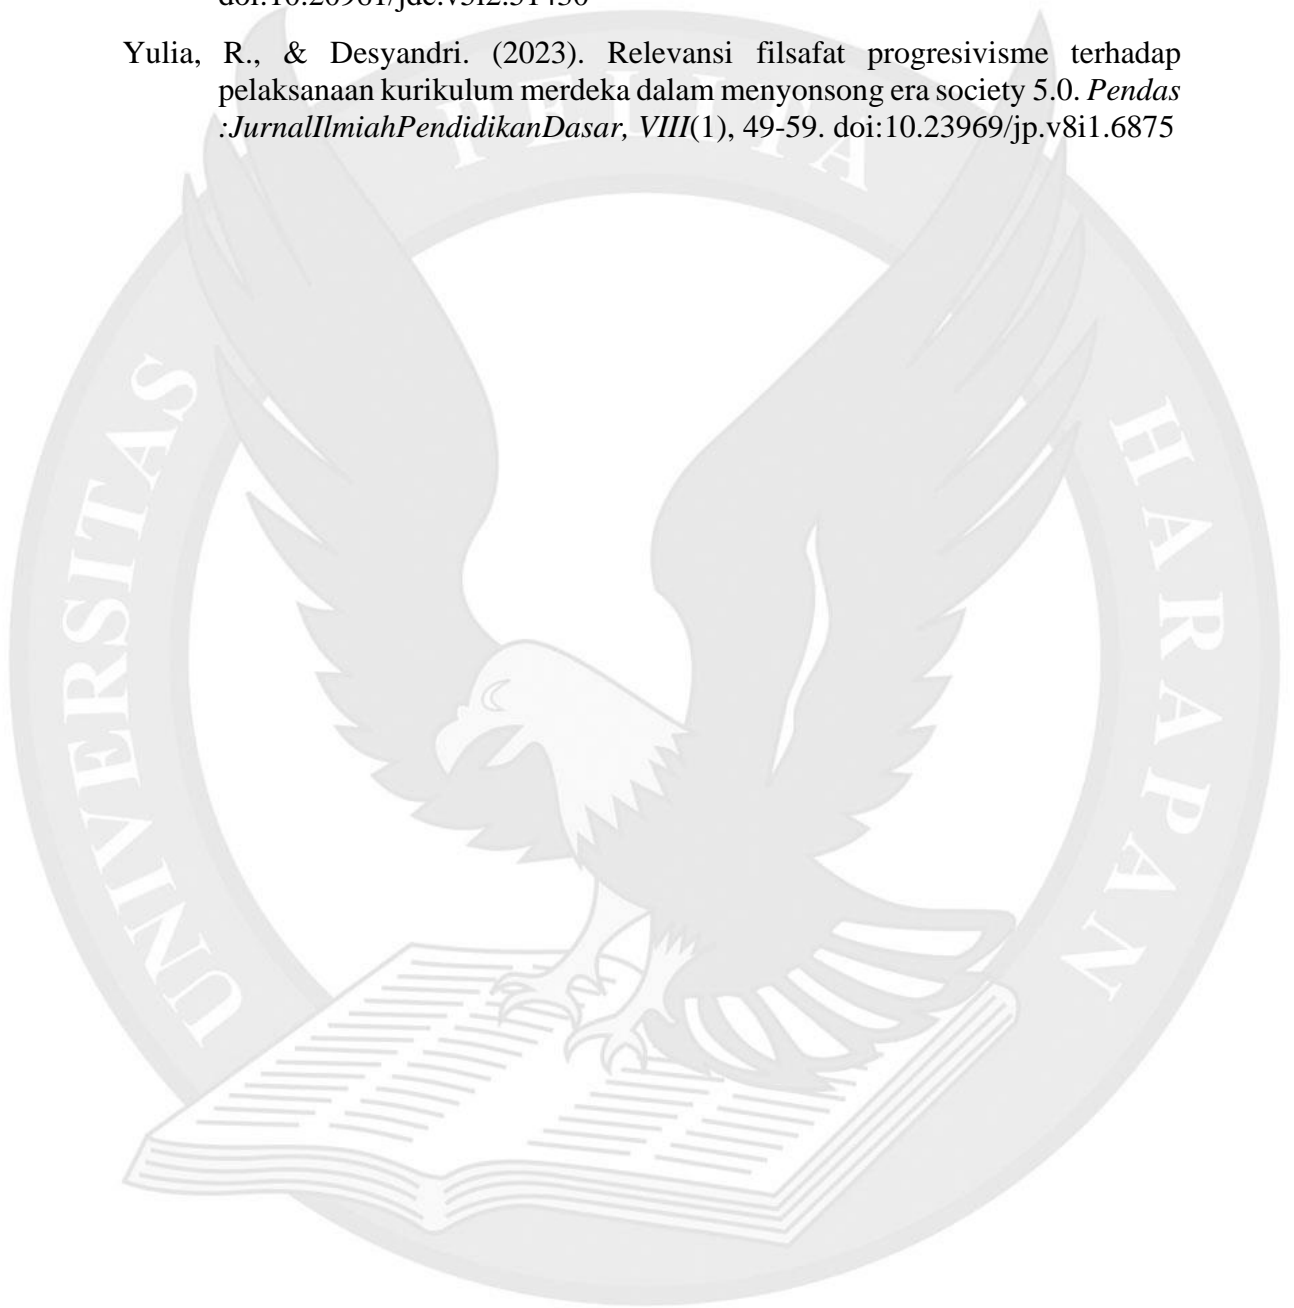 Yulia, R., & Desyandri. (2023). Relevansi filsafat progresivisme terhadap
pelaksanaan kurikulum merdeka dalam menyonsong era society 5.0. Pendas
:JurnalIlmiahPendidikanDasar, VIII(1), 49-59. doi:10.23969/jp.v8i1.6875
UNIVERSITAS
PELITA
HARAPAN